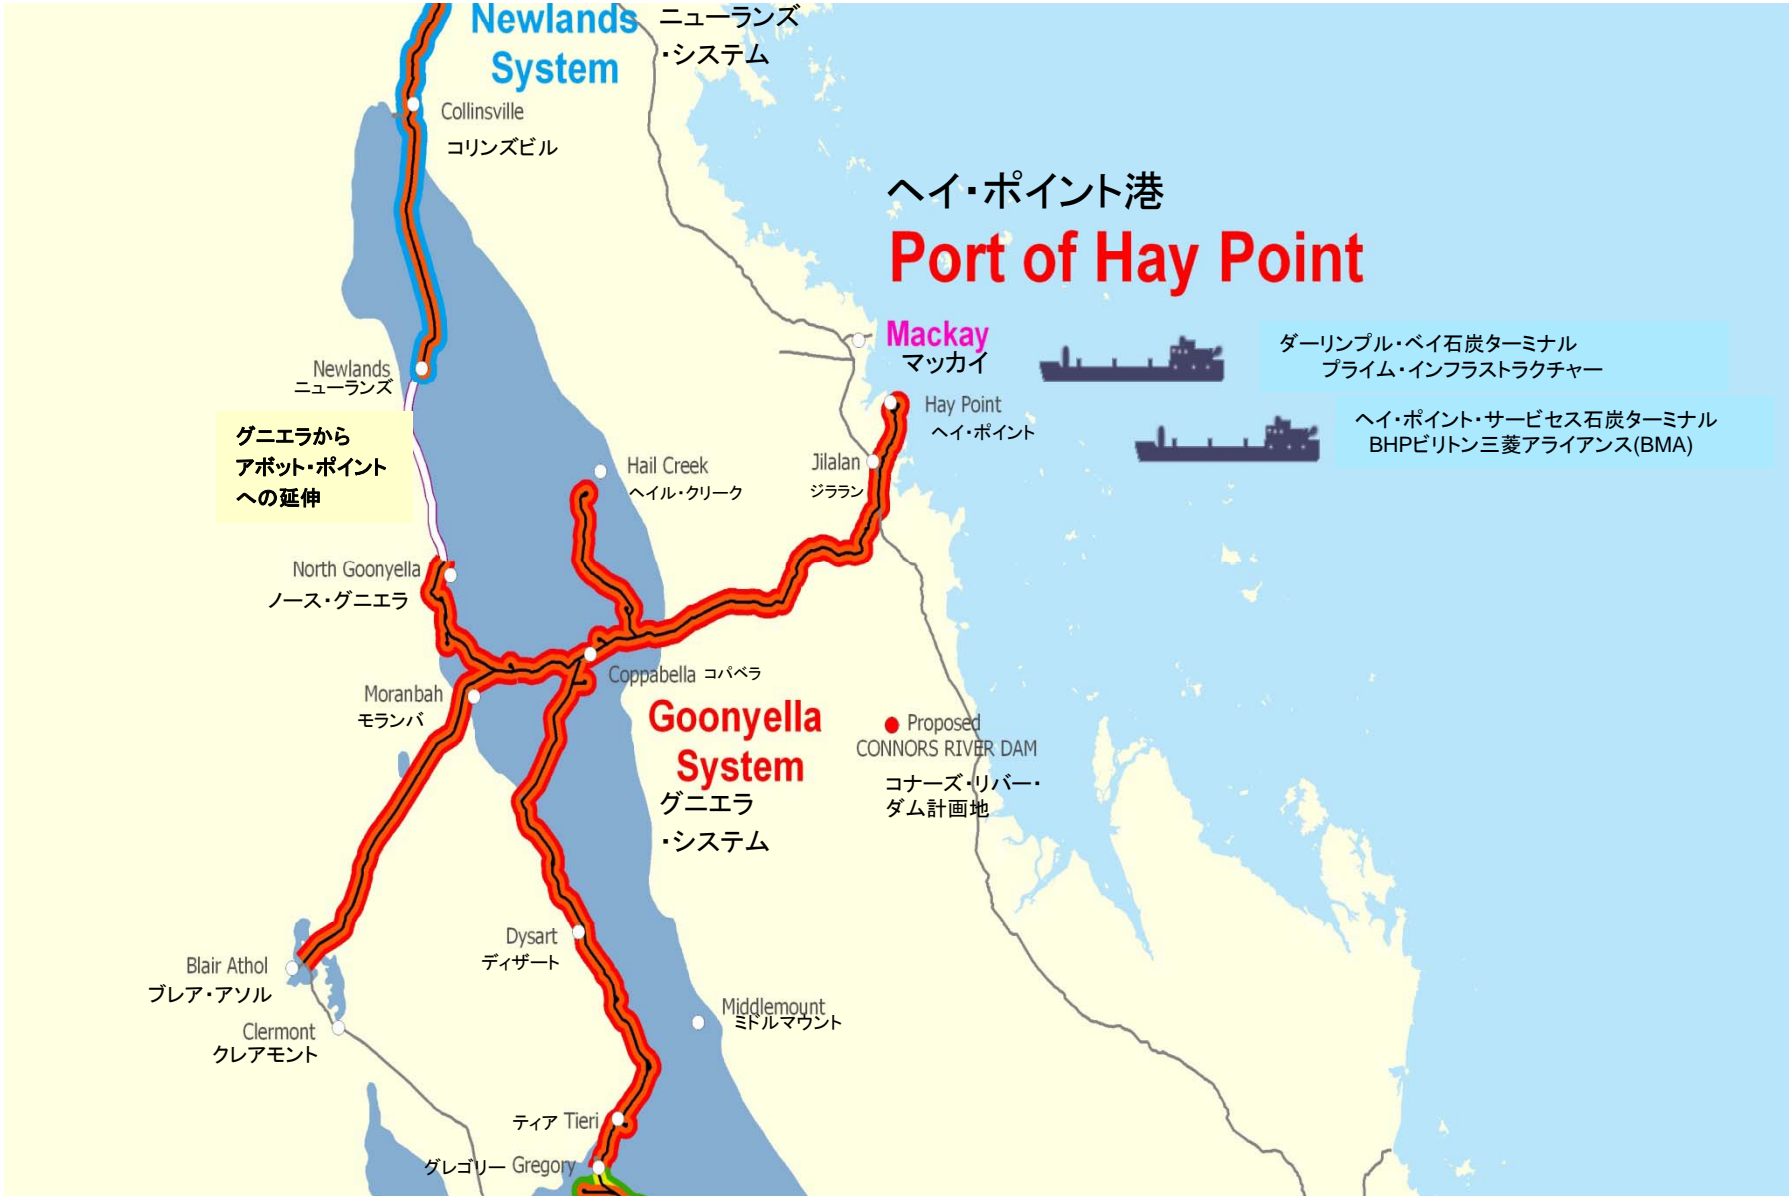 Newlands
System
ニューランズ
・システム
Collinsville
コリンズビル
ヘイ・ポイント港
Port of Hay Point
Mackay
マッカイ
ダーリンプル・ベイ石炭ターミナル
プライム・インフラストラクチャー
Newlands
ニューランズ
Hay Point
ヘイ・ポイント
ヘイ・ポイント・サービセス石炭ターミナル
BHPビリトン三菱アライアンス(BMA)
グニエラから
アボット・ポイント
への延伸
Hail Creek
ヘイル・クリーク
Jilalan
ジララン
North Goonyella
ノース・グニエラ
Coppabella コパベラ
Moranbah
モランバ
Goonyella
System
グニエラ
・システム
Proposed
CONNORS RIVER DAM
コナーズ・リバー・
ダム計画地
Dysart
ディザート
Blair Athol
ブレア・アソル
Middlemount
ミドルマウント
Clermont
クレアモント
ティア Tieri
グレゴリー Gregory